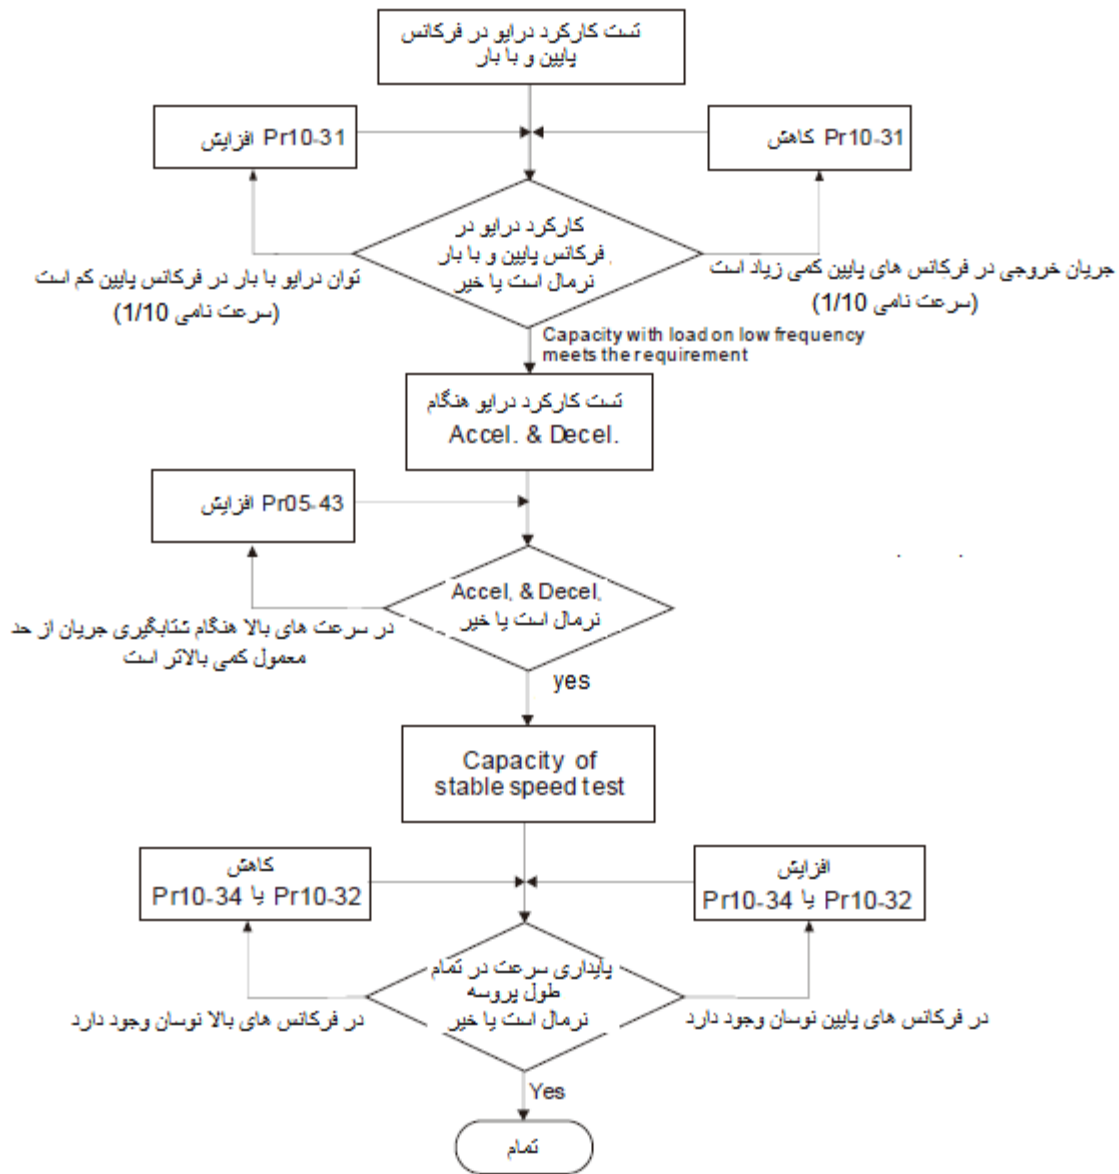 تست کارکرد درایو در فرکانس
پایین و با بار
Pr10-31 افزایش
Pr10-31 کاهش
کارکرد درایو در
فرکانس پایین و با بار
نرمال است یا خیر
توان درایو با بار در فرکانس پایین کم است
(سرعت نامی 1/10)
جریان خروجی در فرکانس های پایین کمی زیاد است
(سرعت نامی 1/10)
Capacity with load on low frequency
meets the requirement
تست کارکرد درایو هنگام
Accel. & Decel.
Pr05-43 افزایش
Accel. & Decel.
نرمال است یا خیر
در سرعت های بالا هنگام شتابگیری جریان از حد
معمول کمی بالاتر است
yes
Capacity of
stable speed test
کاهش
Pr10-32 یا Pr10-34
افزایش
Pr10-32 یا Pr10-34
پایداری سرعت در تمام
طول پروسه
نرمال است یا خیر
در فرکانس های بالا نوسان وجود دارد
در فرکانس های پایین نوسان وجود دارد
Yes
تمام